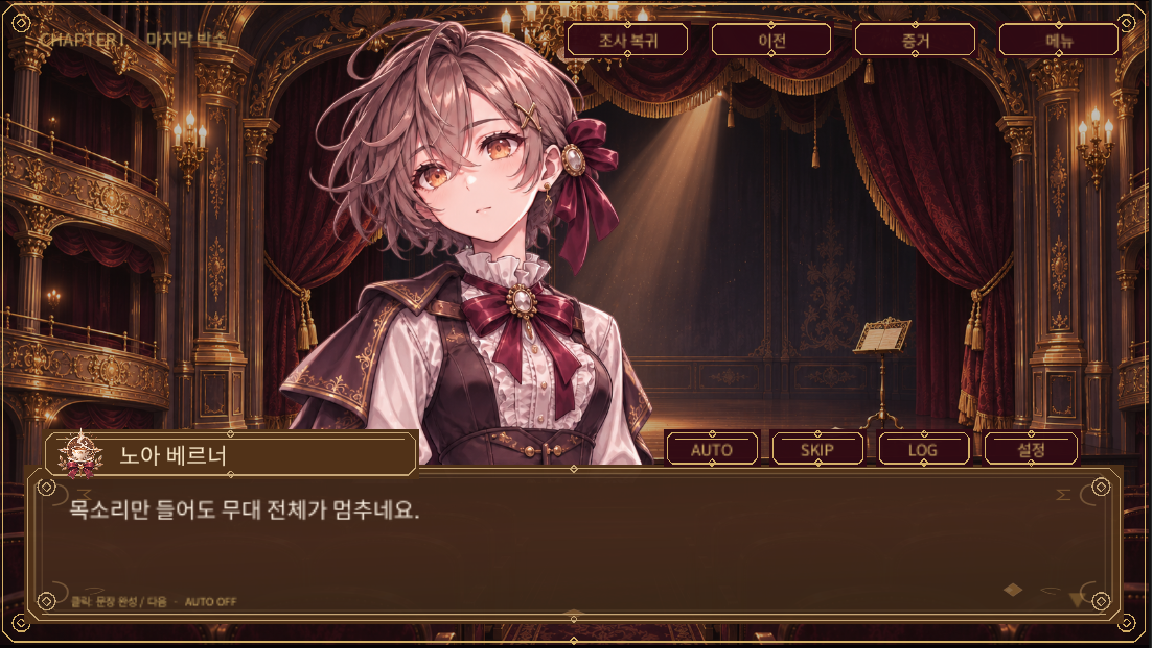 CHAPTER I · 마지막 박수
조사 복귀
이전
증거
메뉴
노아 베르너
AUTO
SKIP
LOG
설정
목소리만 들어도 무대 전체가 멈추네요.
클릭: 문장 완성 / 다음 · AUTO OFF